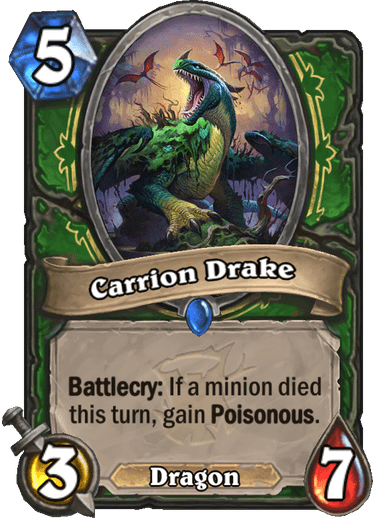 5
Carrion Drake
Battlecry: If a minion died
this turn, gain Poisonous.
3
Dragon
7